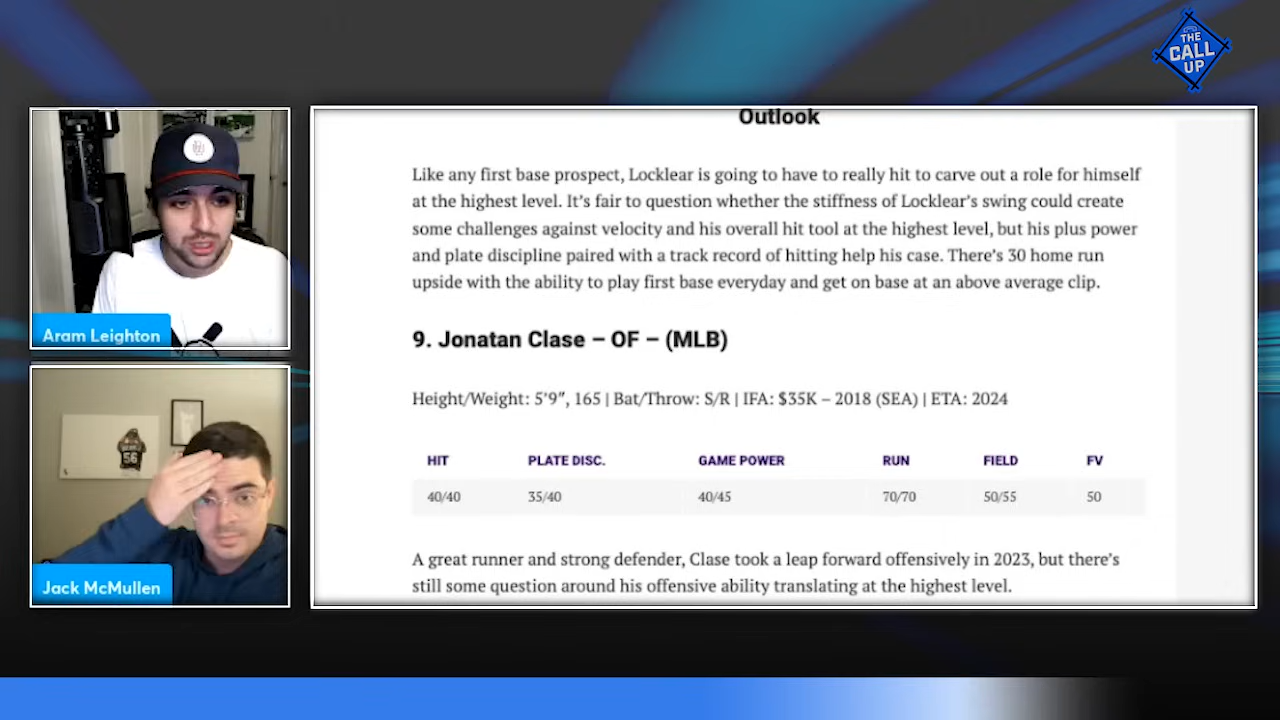 THE
CALL
UP
Aram Leighton
56
Jack McMullen
Outlook
Like any first base prospect, Locklear is going to have to really hit to carve out a role for himself
at the highest level. It's fair to question whether the stiffness of Locklear's swing could create
some challenges against velocity and his overall hit tool at the highest level, but his plus power
and plate discipline paired with a track record of hitting help his case. There's 30 home run
upside with the ability to play first base everyday and get on base at an above average clip.
9. Jonatan Clase – OF – (MLB)
Height/Weight: 5'9″, 165 | Bat/Throw: S/R | IFA: $35K – 2018 (SEA) | ETA: 2024
HIT PLATE DISC. GAME POWER RUN FIELD FV
40/40 35/40 40/45 70/70 50/55 50
A great runner and strong defender, Clase took a leap forward offensively in 2023, but there's
still some question around his offensive ability translating at the highest level.